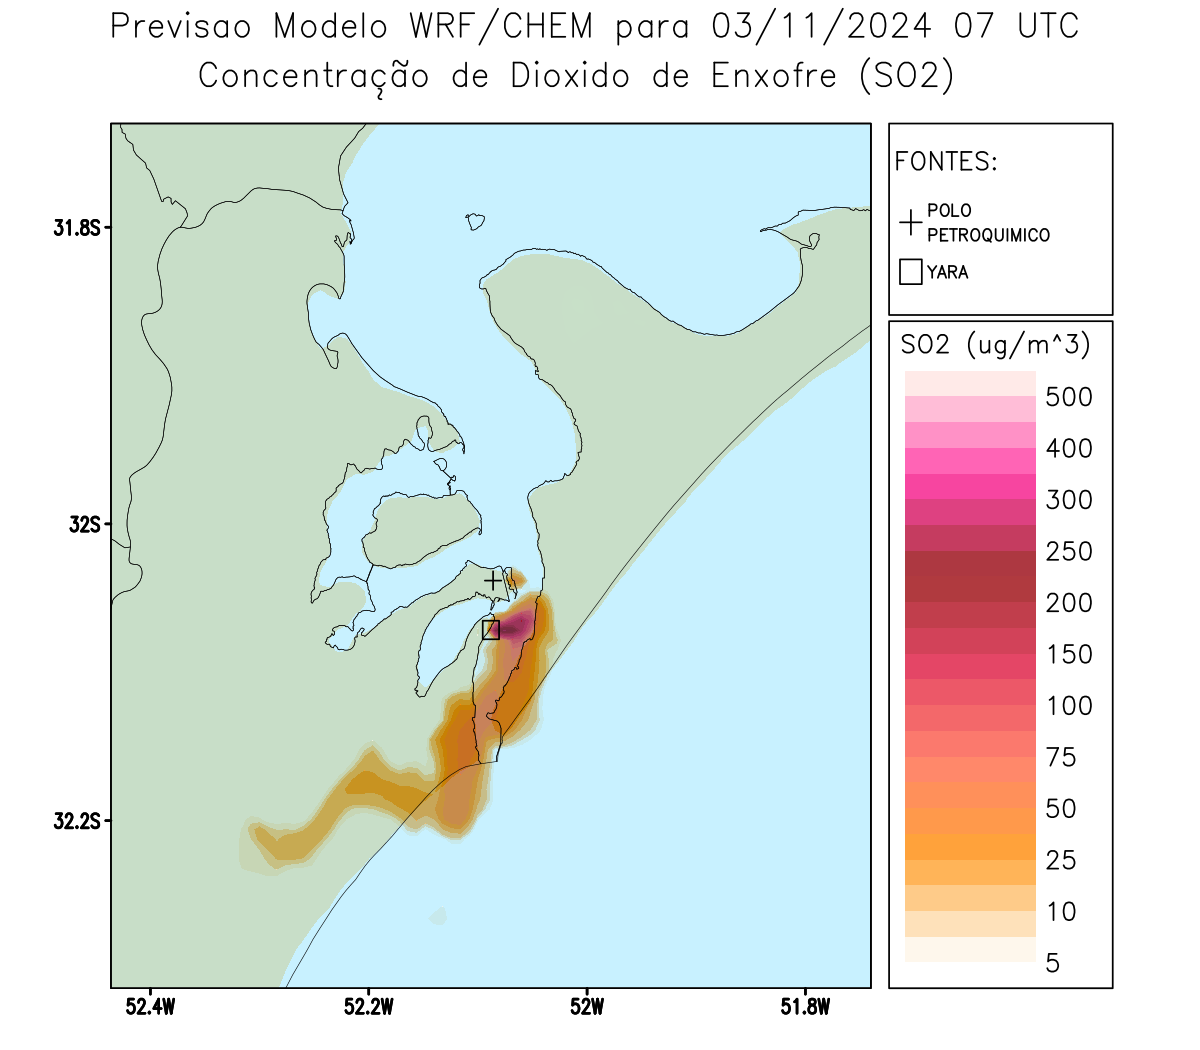 Previsao Modelo WRF/CHEM para 03/11/2024 07 UTC
Concentração de Dioxido de Enxofre (SO2)
FONTES:
POLO
PETROQUIMICO
YARA
31.8S
32S
32.2S
52.4W
52.2W
52W
51.8W
SO2 (ug/m^3)
500
400
300
250
200
150
100
75
50
25
10
5